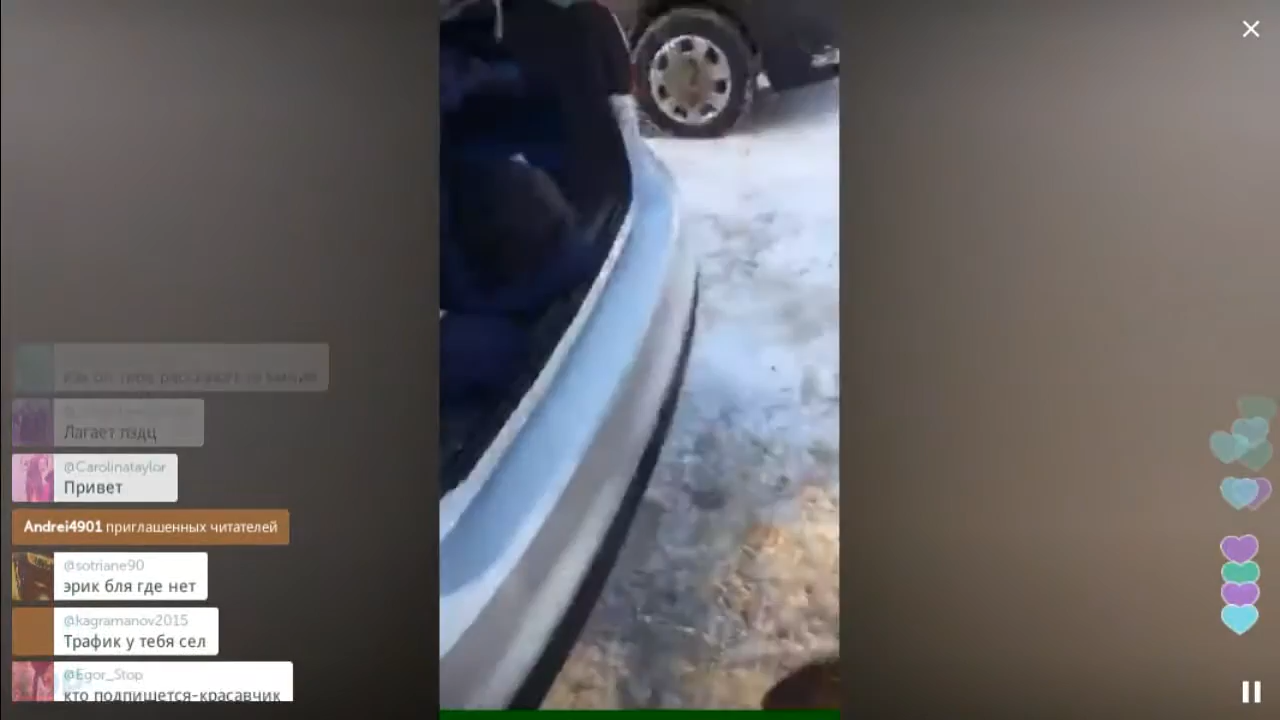 Лагает пздц
@Carolinataylor
Привет
Andrei4901 приглашенных читателей
@sotriane90
эрик бля где нет
@kagramanov2015
Трафик у тебя сел
@Egor_Stop
кто подпишется-красавчик